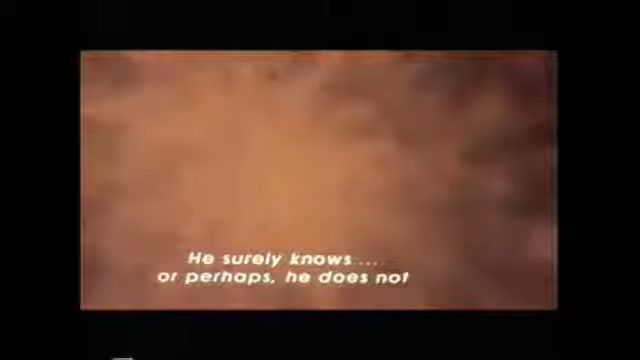 He surely knows ....
or perhaps, he does not